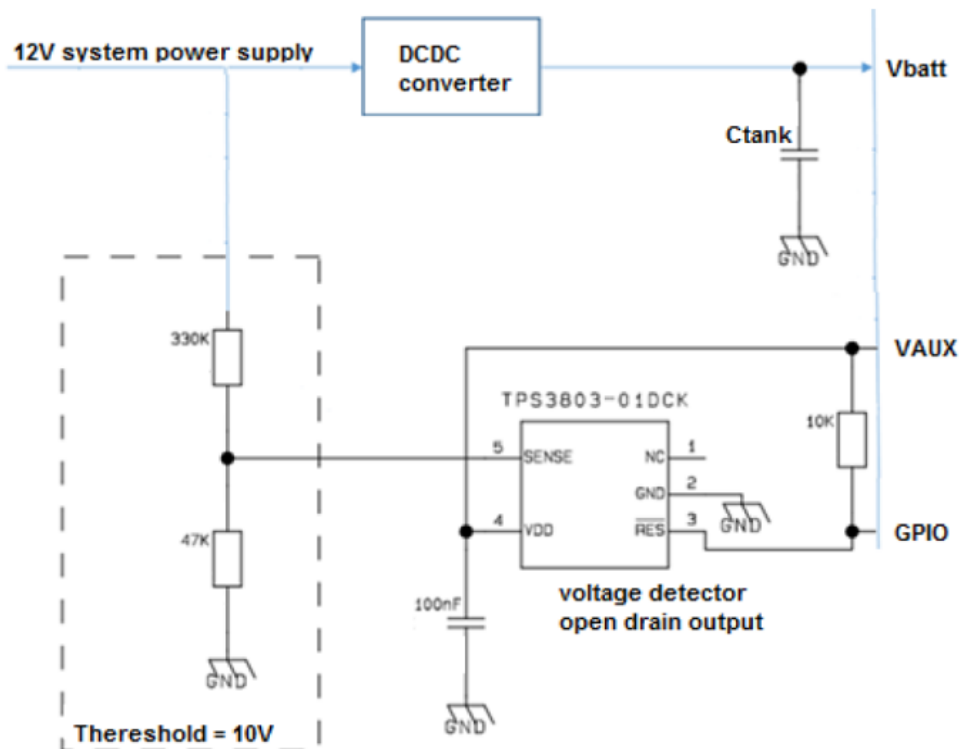 12V system power supply
DCDC
converter
Vbatt
Ctank
GND
330K
VAUX
TPS3803-01DCK
10K
5
SENSE
NC
1
GND
2
GND
47K
4
VDD
RES
3
GPIO
100nF
voltage detector
open drain output
GND
GND
Thereshold = 10V